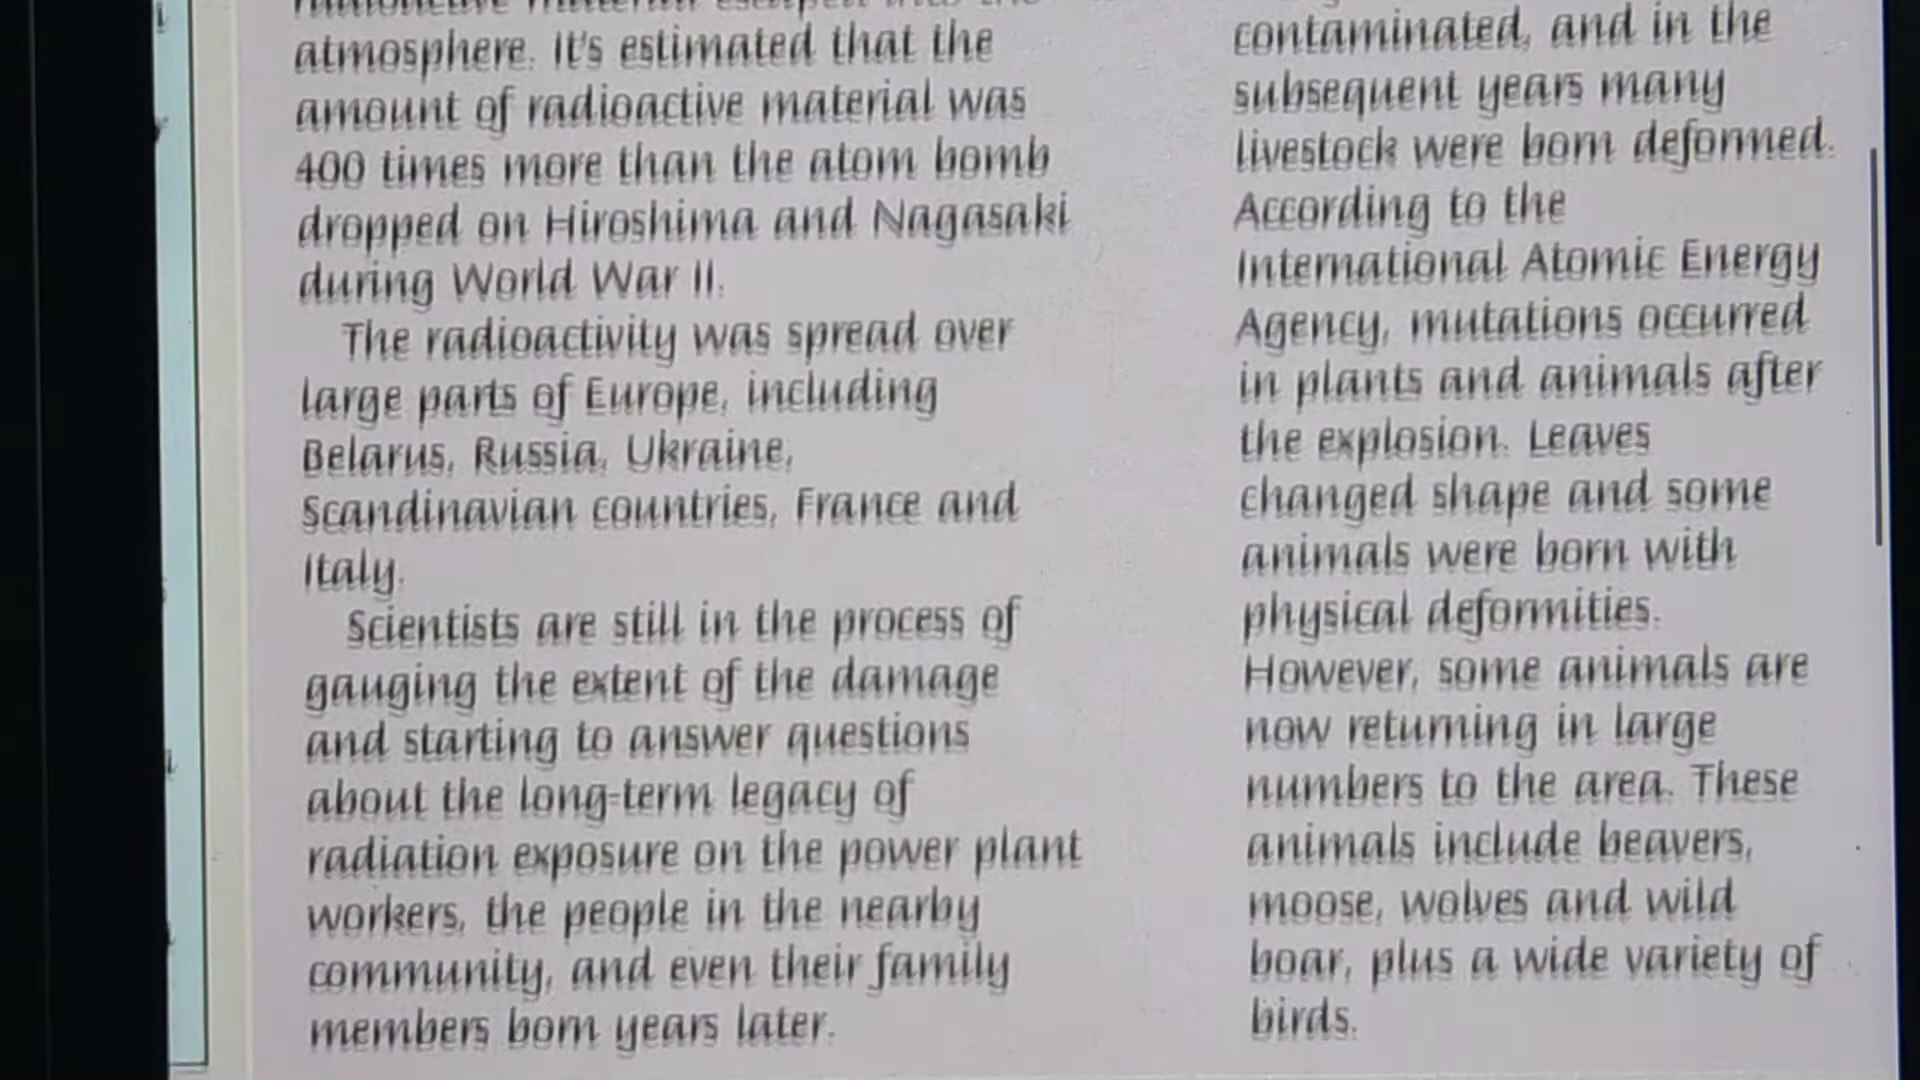 radioactive material escaped into the
atmosphere. It's estimated that the
amount of radioactive material was
400 times more than the atom bomb
dropped on Hiroshima and Nagasaki
during World War II.
The radioactivity was spread over
large parts of Europe, including
Belarus, Russia, Ukraine,
Scandinavian countries, France and
Italy.
Scientists are still in the process of
gauging the extent of the damage
and starting to answer questions
about the long-term legacy of
radiation exposure on the power plant
workers, the people in the nearby
community, and even their family
members born years later.
contaminated, and in the
subsequent years many
livestock were born deformed.
According to the
International Atomic Energy
Agency, mutations occurred
in plants and animals after
the explosion. Leaves
changed shape and some
animals were born with
physical deformities.
However, some animals are
now returning in large
numbers to the area. These
animals include beavers,
moose, wolves and wild
boar, plus a wide variety of
birds.